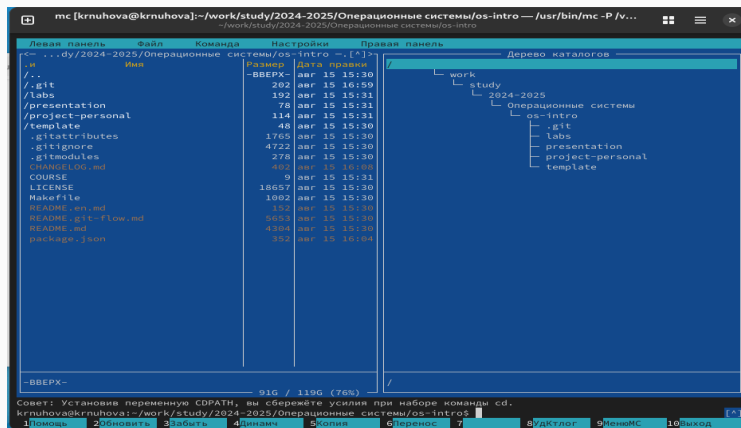 mc [krnuhova@krnuhova]:~/work/study/2024-2025/Операционные системы/os-intro — /usr/bin/mc -P /v...
~/work/study/2024-2025/Операционные системы/os-intro
Левая панель Файл Команда Настройки Правая панель
<— ...dy/2024-2025/Операционные системы/os-intro —.[^]>
.и Имя Размер Дата правки
/.. -ВВЕРХ- авг 15 15:30
/.git 202 авг 15 16:59
/labs 192 авг 15 15:31
/presentation 78 авг 15 15:31
/project-personal 114 авг 15 15:31
/template 48 авг 15 15:30
.gitattributes 1765 авг 15 15:30
.gitignore 4722 авг 15 15:30
.gitmodules 278 авг 15 15:30
CHANGELOG.md 402 авг 15 16:08
COURSE 9 авг 15 15:31
LICENSE 18657 авг 15 15:30
Makefile 1002 авг 15 15:30
README.en.md 152 авг 15 15:30
README.git-flow.md 5653 авг 15 15:30
README.md 4304 авг 15 15:30
package.json 352 авг 15 16:04
-ВВЕРХ-
91G / 119G (76%)
Дерево каталогов
/
└─ work
└─ study
└─ 2024-2025
└─ Операционные системы
└─ os-intro
├─ .git
├─ labs
├─ presentation
├─ project-personal
└─ template
/
Совет: Установив переменную CDPATH, вы сбережёте усилия при наборе команды cd.
krnuhova@krnuhova:~/work/study/2024-2025/Операционные системы/os-intro$ [^]
1Помощь 2Обновить 3Забыть 4Динамч 5Копия 6Перенос 7 8УдКтлог 9МенюMC 10Выход